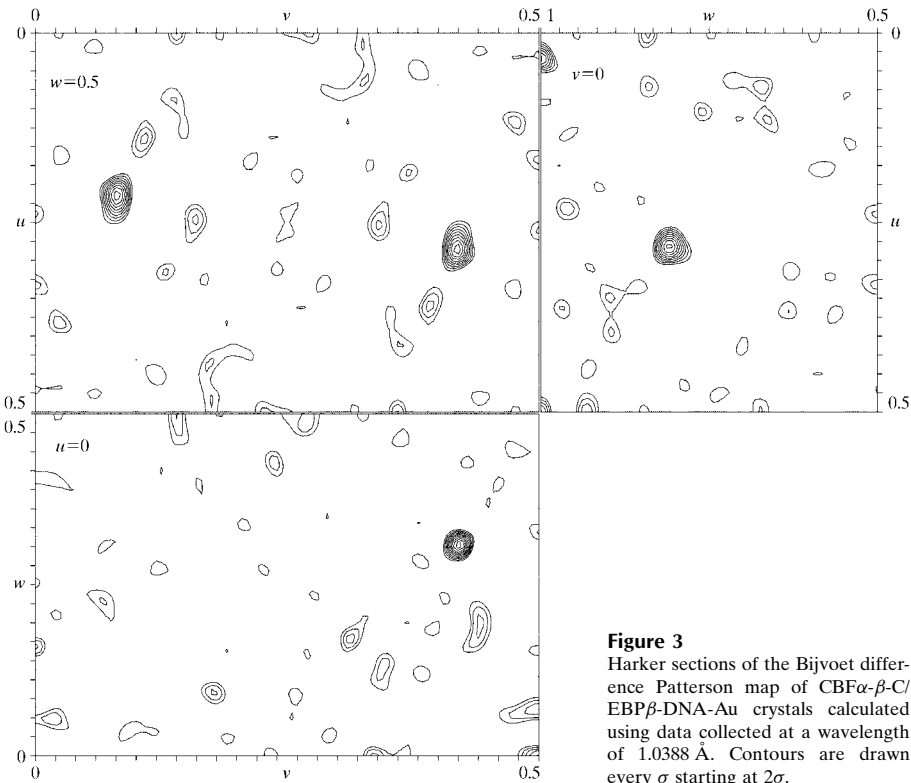 0 v 0.5 1 w 0.5
0 0
w=0.5 v=0
u u
0.5 0.5
0.5
u=0
w
0
0 v 0.5
Figure 3
Harker sections of the Bijvoet differ-
ence Patterson map of CBFα-β-C/
EBPβ-DNA-Au crystals calculated
using data collected at a wavelength
of 1.0388 Å. Contours are drawn
every σ starting at 2σ.